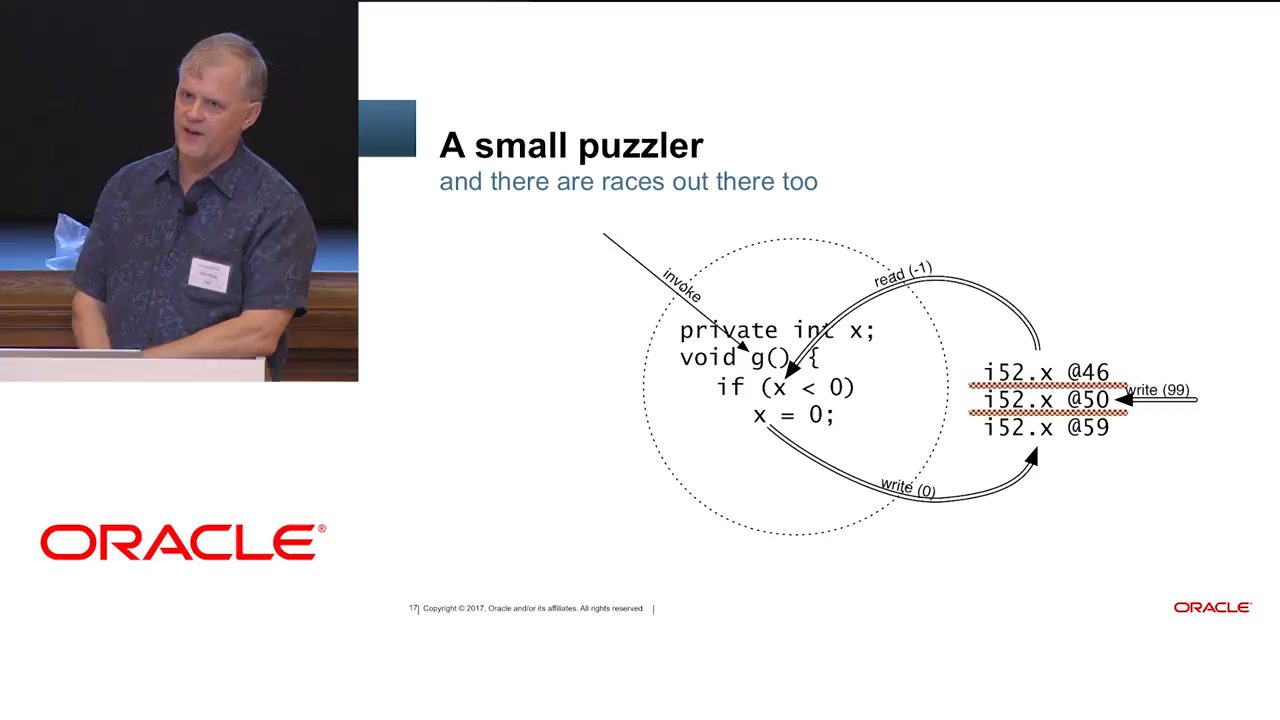 A small puzzler
and there are races out there too
invoke
read (-1)
private int x;
void g() {
if (x < 0)
x = 0;
i52.x @46
i52.x @50
write (99)
i52.x @59
write (0)
ORACLE®
17 | Copyright © 2017, Oracle and/or its affiliates. All rights reserved. |
ORACLE®